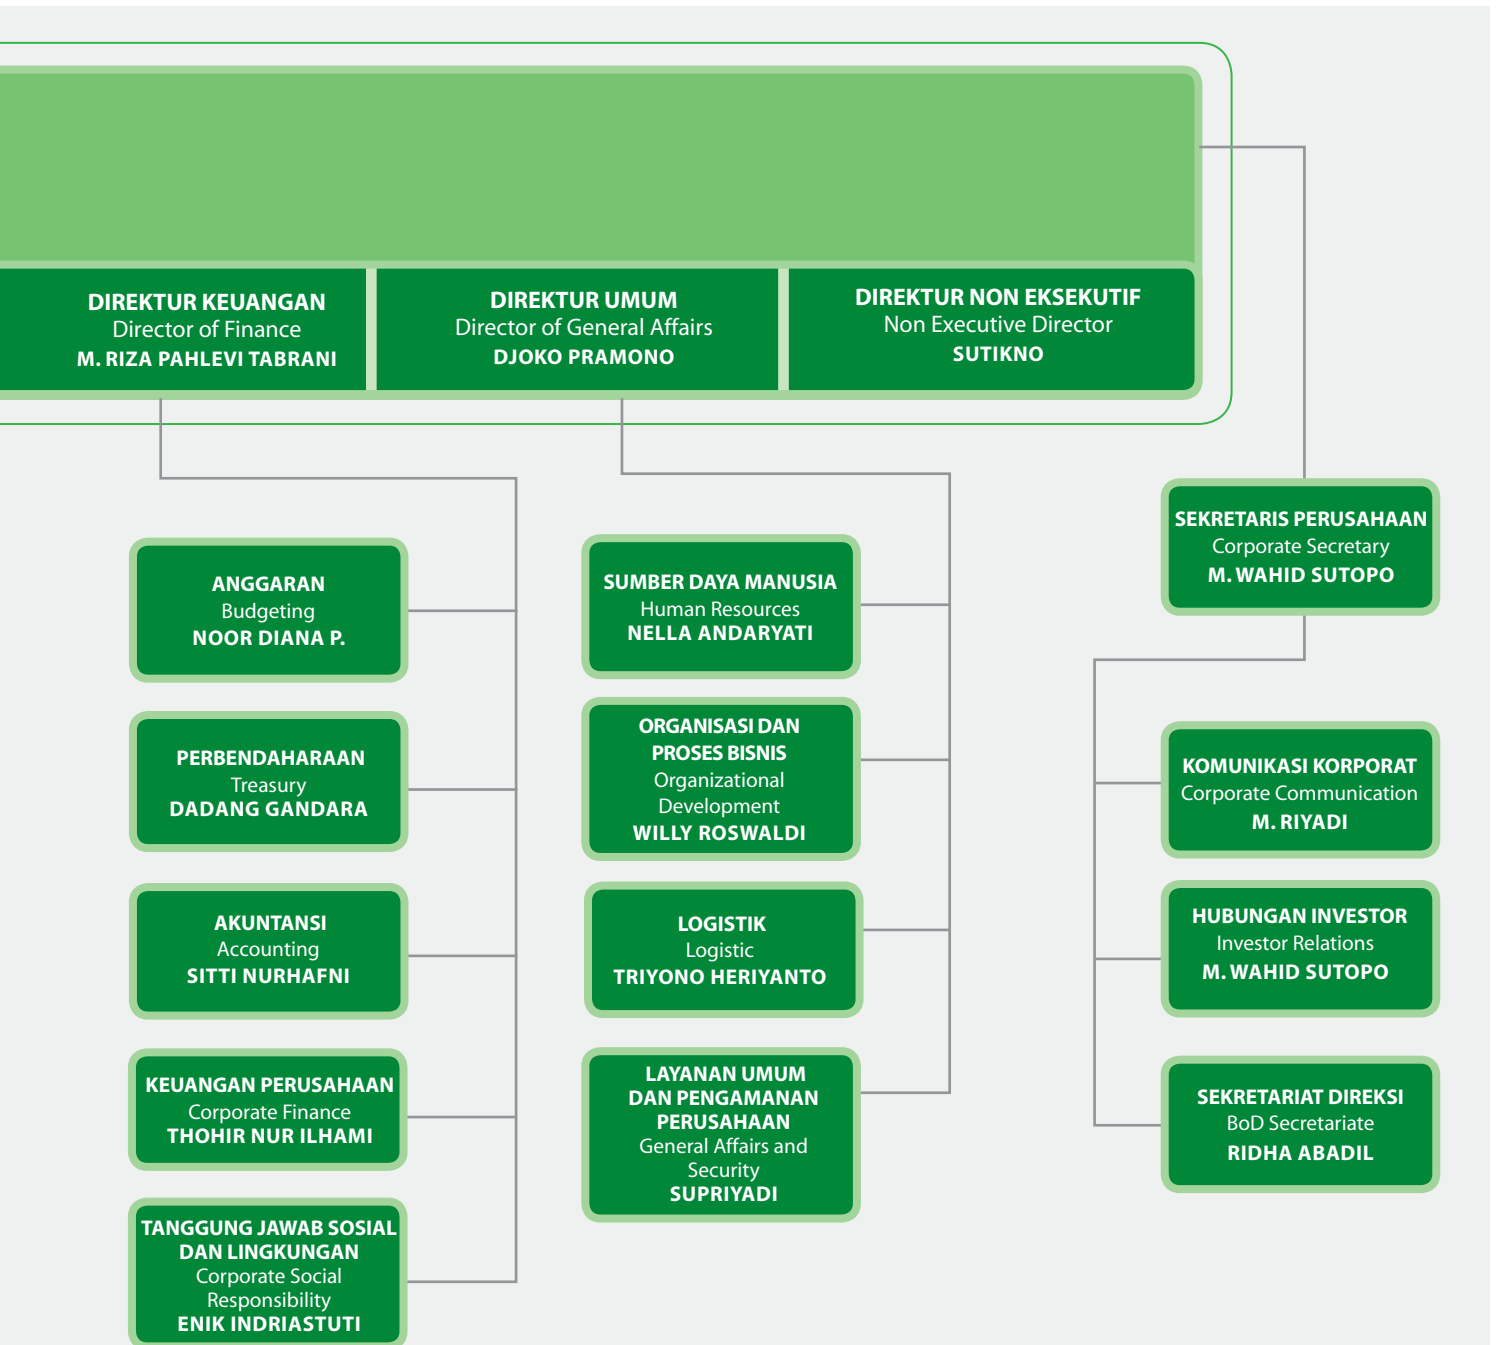 DIREKTUR KEUANGAN
Director of Finance
M. RIZA PAHLEVI TABRANI
DIREKTUR UMUM
Director of General Affairs
DJOKO PRAMONO
DIREKTUR NON EKSEKUTIF
Non Executive Director
SUTIKNO
ANGGARAN
Budgeting
NOOR DIANA P.
PERBENDAHARAAN
Treasury
DADANG GANDARA
AKUNTANSI
Accounting
SITTI NURHAFNI
KEUANGAN PERUSAHAAN
Corporate Finance
THOHIR NUR ILHAMI
TANGGUNG JAWAB SOSIAL
DAN LINGKUNGAN
Corporate Social
Responsibility
ENIK INDRIASTUTI
SUMBER DAYA MANUSIA
Human Resources
NELLA ANDARYATI
ORGANISASI DAN
PROSES BISNIS
Organizational
Development
WILLY ROSWALDI
LOGISTIK
Logistic
TRIYONO HERIYANTO
LAYANAN UMUM
DAN PENGAMANAN
PERUSAHAAN
General Affairs and
Security
SUPRIYADI
SEKRETARIS PERUSAHAAN
Corporate Secretary
M. WAHID SUTOPO
KOMUNIKASI KORPORAT
Corporate Communication
M. RIYADI
HUBUNGAN INVESTOR
Investor Relations
M. WAHID SUTOPO
SEKRETARIAT DIREKSI
BoD Secretariate
RIDHA ABADIL